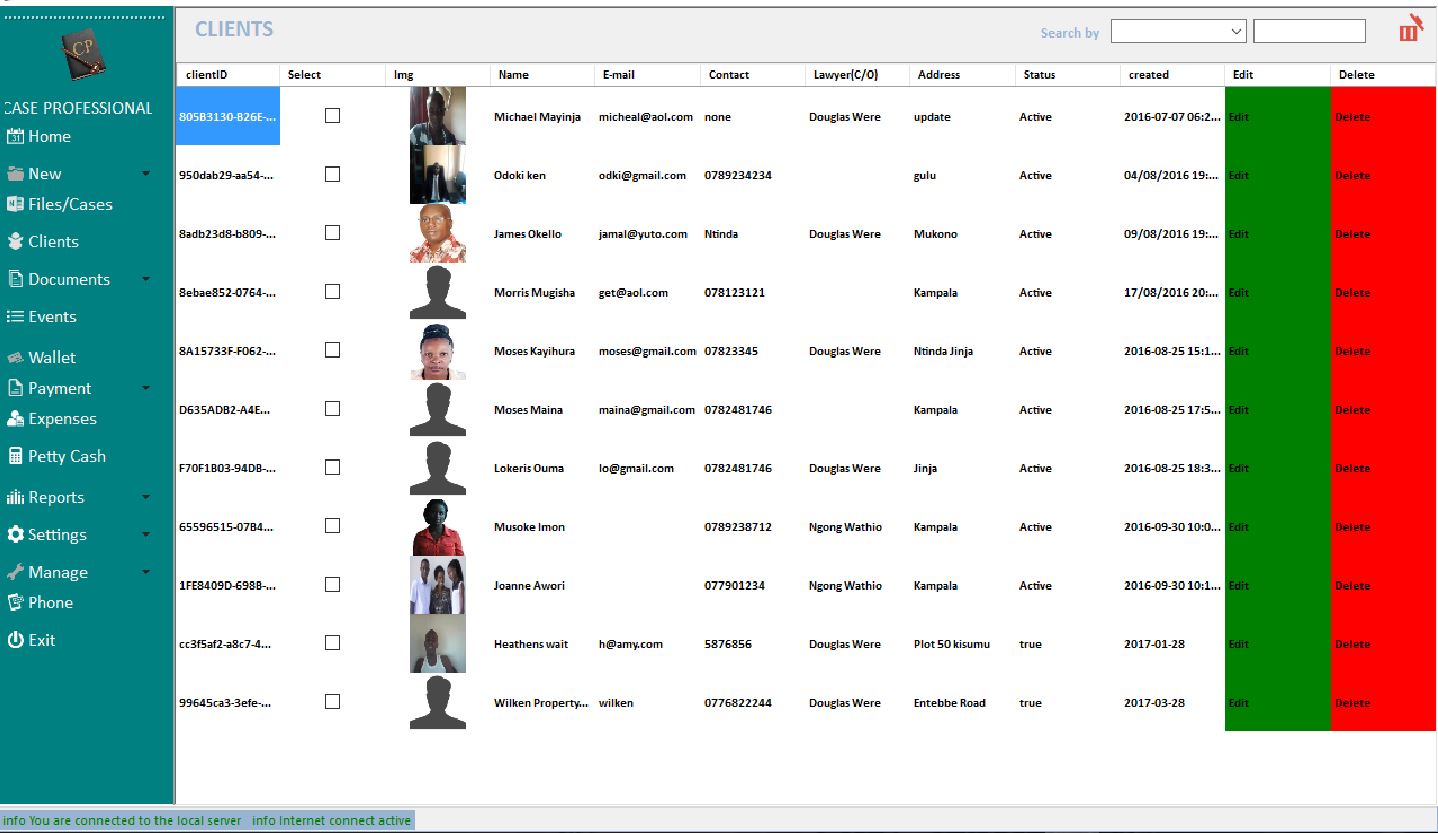 CP
CASE PROFESSIONAL
Home
New
Files/Cases
Clients
Documents
Events
Wallet
Payment
Expenses
Petty Cash
Reports
Settings
Manage
Phone
Exit
CLIENTS
Search by
clientID Select Img Name E-mail Contact Lawyer(C/O) Address Status created Edit Delete
805B3130-B26E-... Michael Mayinja micheal@aol.com none Douglas Were update Active 2016-07-07 06:2... Edit Delete
950dab29-aa54-... Odoki ken odki@gmail.com 0789234234 gulu Active 04/08/2016 19:... Edit Delete
8adb23d8-b809-... James Okello jamal@yuto.com Ntinda Douglas Were Mukono Active 09/08/2016 19:... Edit Delete
8ebae852-0764-... Morris Mugisha get@aol.com 078123121 Kampala Active 17/08/2016 20:... Edit Delete
8A15733F-F062-... Moses Kayihura moses@gmail.com 07823345 Douglas Were Ntinda Jinja Active 2016-08-25 15:1... Edit Delete
D635ADB2-A4E... Moses Maina maina@gmail.com 0782481746 Kampala Active 2016-08-25 17:5... Edit Delete
F70F1B03-94DB-... Lokeris Ouma lo@gmail.com 0782481746 Douglas Were Jinja Active 2016-08-25 18:3... Edit Delete
65596515-07B4... Musoke Imon 0789238712 Ngong Wathio Kampala Active 2016-09-30 10:0... Edit Delete
1FE8409D-698B-... Joanne Awori 077901234 Ngong Wathio Kampala Active 2016-09-30 10:1... Edit Delete
cc3f5af2-a8c7-4... Heathens wait h@amy.com 5876856 Douglas Were Plot 50 kisumu true 2017-01-28 Edit Delete
99645ca3-3efe-... Wilken Property... wilken 0776822244 Douglas Were Entebbe Road true 2017-03-28 Edit Delete
info You are connected to the local server info Internet connect active